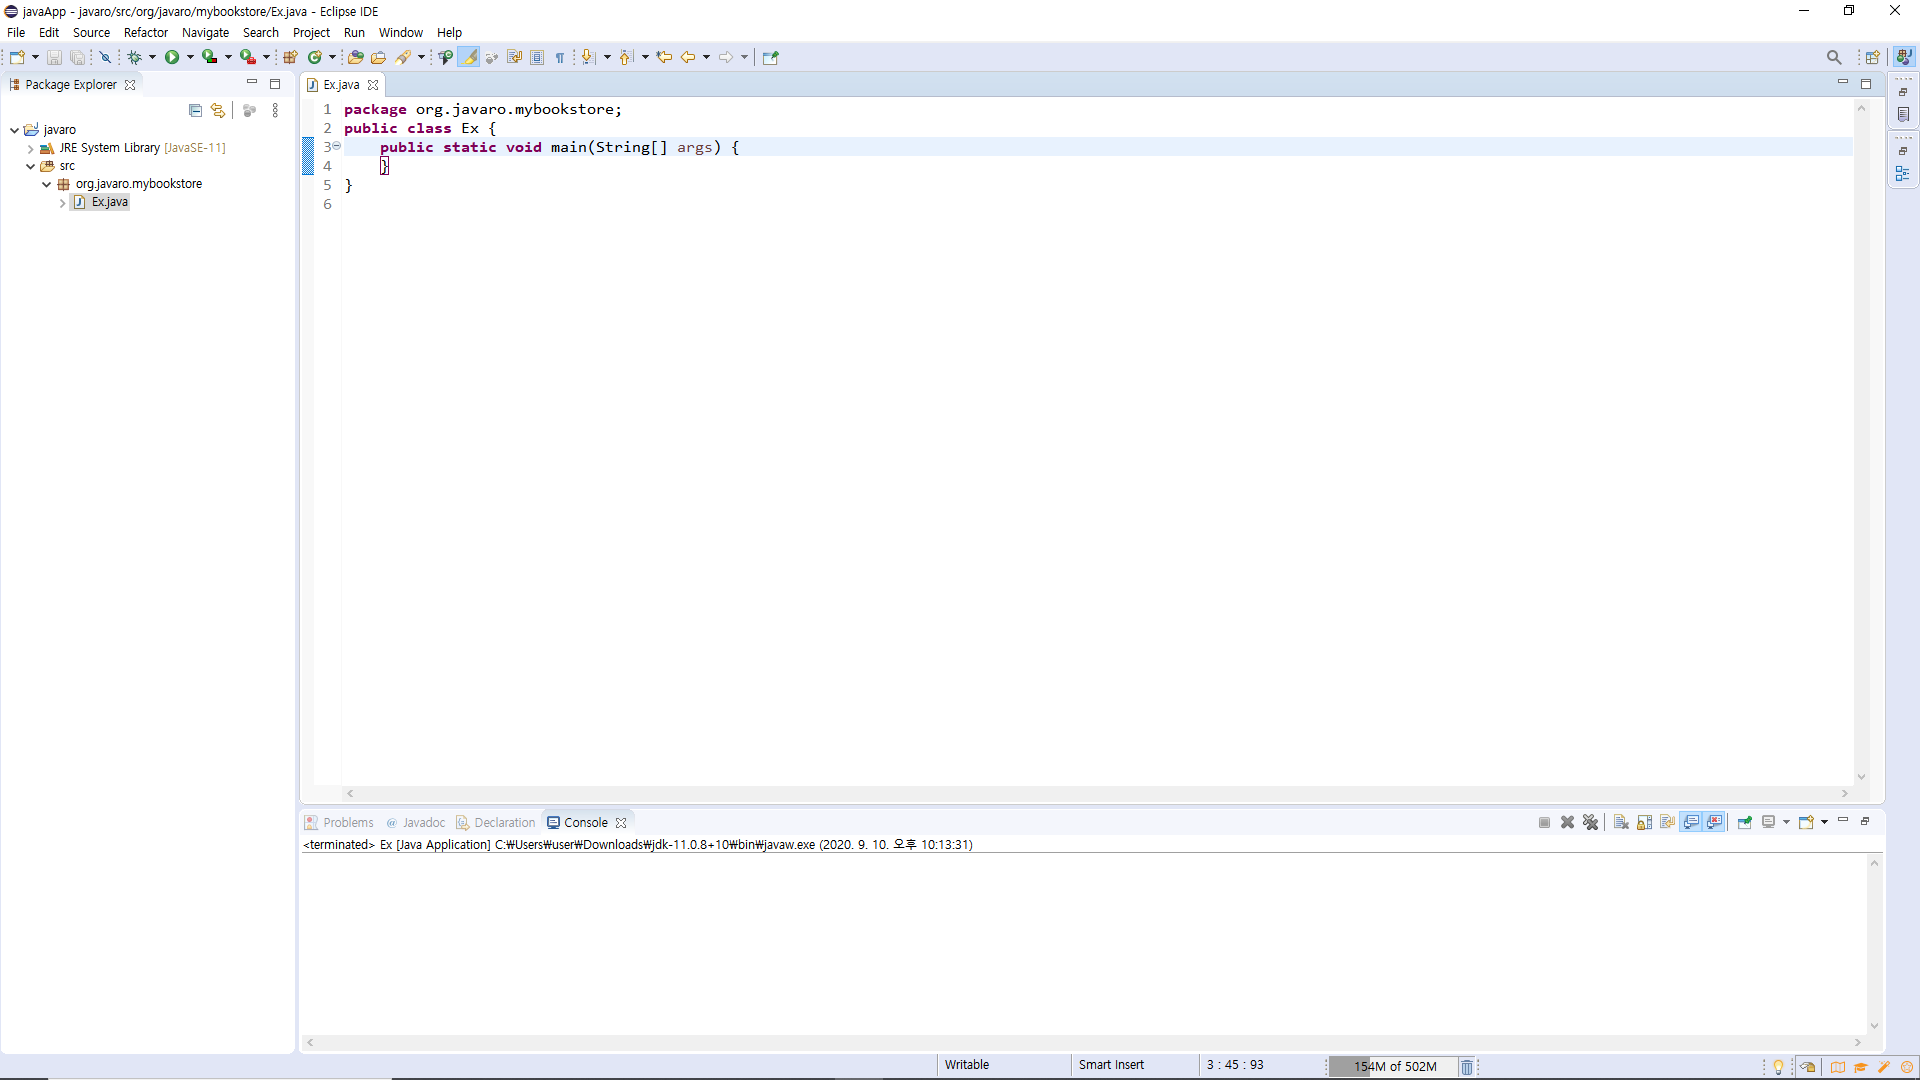 javaApp - javaro/src/org/javaro/mybookstore/Ex.java - Eclipse IDE
File Edit Source Refactor Navigate Search Project Run Window Help
Package Explorer
javaro
JRE System Library [JavaSE-11]
src
org.javaro.mybookstore
Ex.java
Ex.java
1 package org.javaro.mybookstore;
2 public class Ex {
3 public static void main(String[] args) {
4 }
5 }
6
Problems @ Javadoc Declaration Console
<terminated> Ex [Java Application] C:₩Users₩user₩Downloads₩jdk-11.0.8+10₩bin₩javaw.exe (2020. 9. 10. 오후 10:13:31)
Writable Smart Insert 3 : 45 : 93 154M of 502M